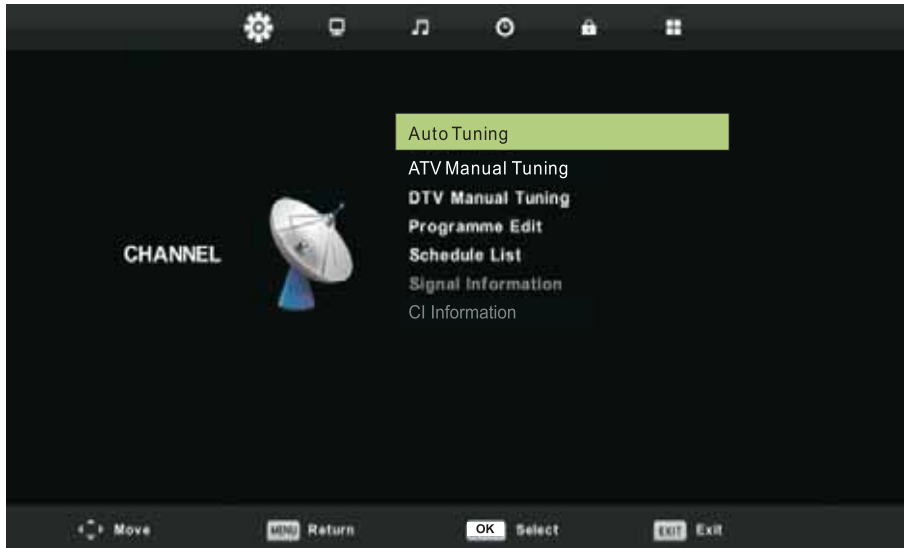 Auto Tuning
ATV Manual Tuning
DTV Manual Tuning
Programme Edit
CHANNEL
Schedule List
Signal Information
CI Information
Move MENU Return OK Select EXIT Exit